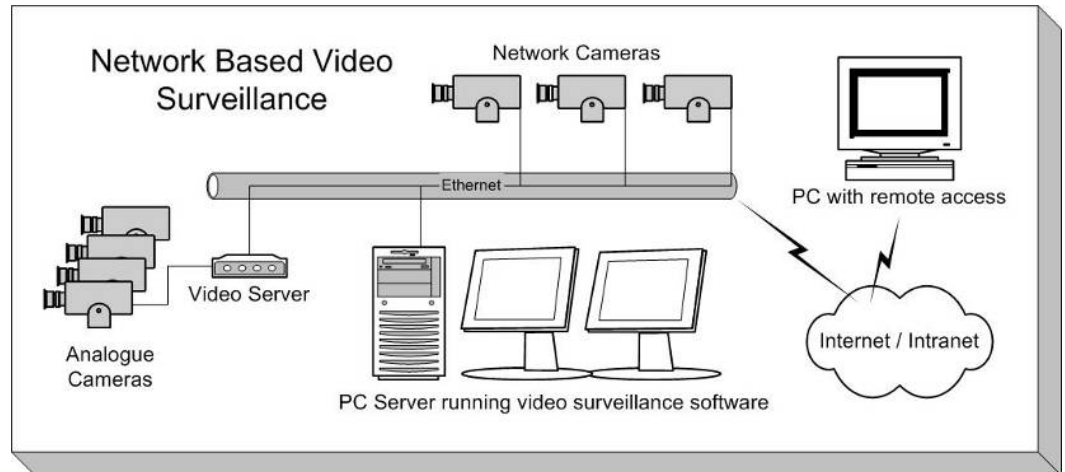 Network Based Video
Surveillance
Network Cameras
Ethernet
PC with remote access
Video Server
Analogue
Cameras
Internet / Intranet
PC Server running video surveillance software